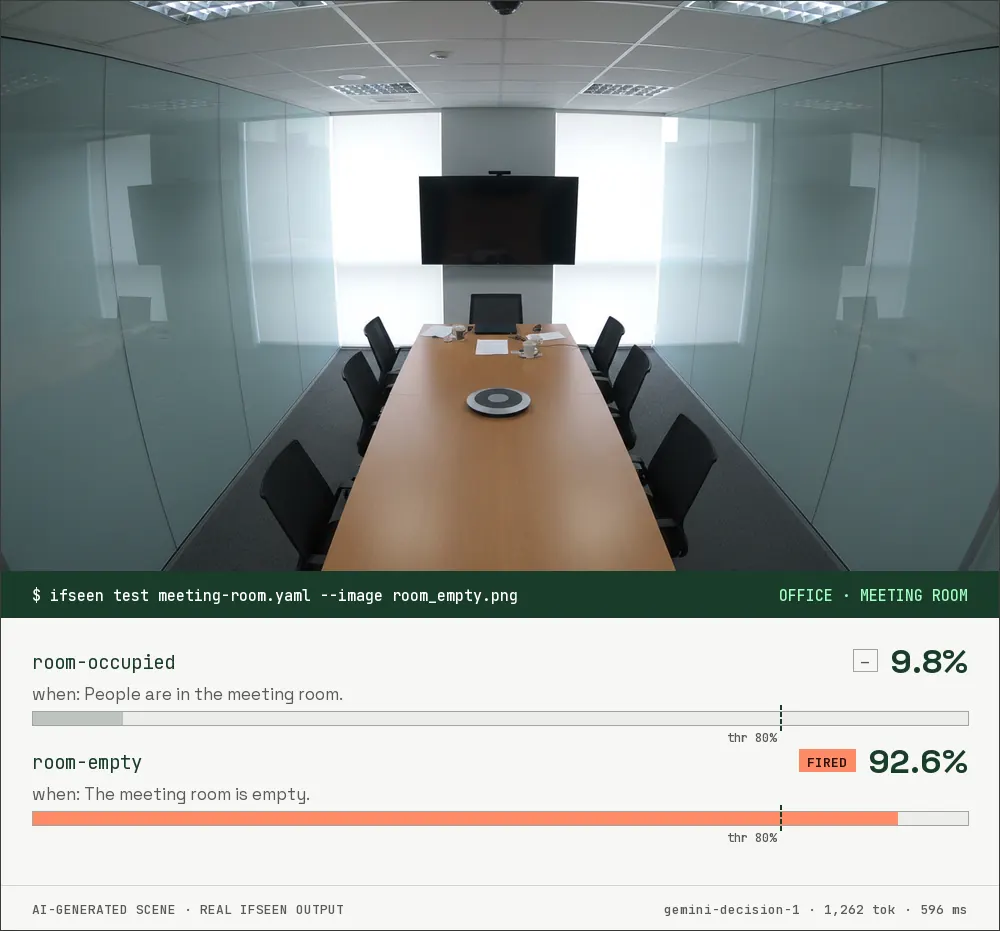 $ ifseen test meeting-room.yaml --image room_empty.png
OFFICE · MEETING ROOM
room-occupied
– 9.8%
when: People are in the meeting room.
thr 80%
room-empty
FIRED 92.6%
when: The meeting room is empty.
thr 80%
AI-GENERATED SCENE · REAL IFSEEN OUTPUT
gemini-decision-1 · 1,262 tok · 596 ms